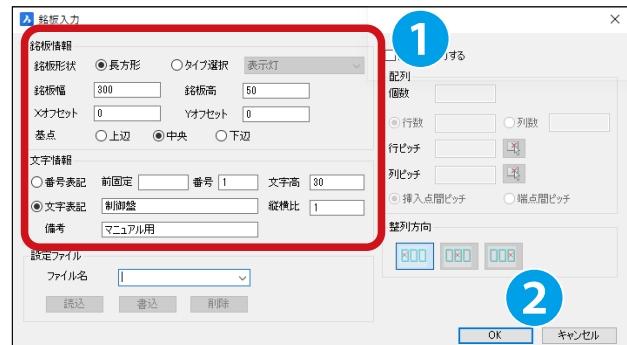 銘板入力
銘板情報
銘板形状 長方形 タイプ選択 表示灯
銘板幅 300 銘板高 50
Xオフセット 0 Yオフセット 0
基点 上辺 中央 下辺
文字情報
番号表記 前固定 番号 1 文字高 30
文字表記 制御盤 縦横比 1
備考 マニュアル用
設定ファイル
ファイル名
読込 書込 削除
1
する
配列
個数
行数 列数
行ピッチ
列ピッチ
挿入点間ピッチ 端点間ピッチ
整列方向
2
OK キャンセル